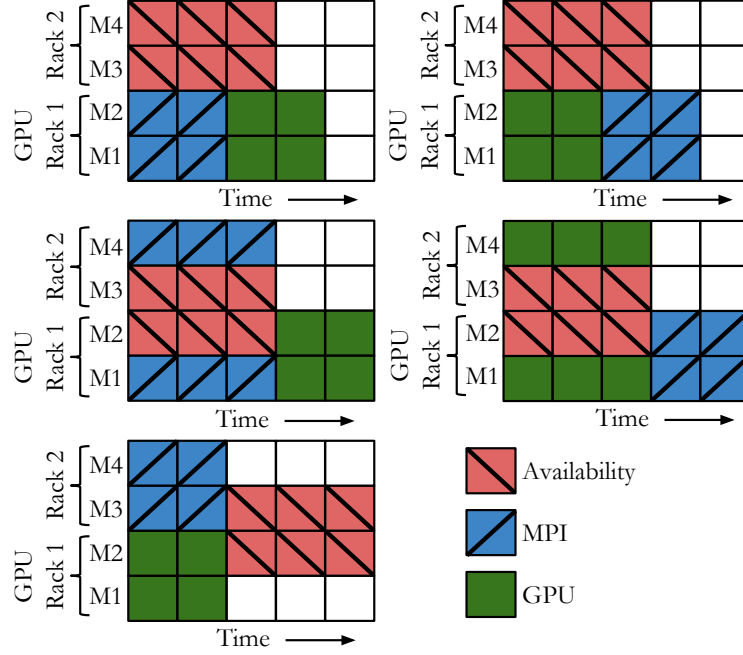 GPU
Rack 1
Rack 2
M4
M3
M2
M1
Time
GPU
Rack 1
Rack 2
M4
M3
M2
M1
Time
GPU
Rack 1
Rack 2
M4
M3
M2
M1
Time
GPU
Rack 1
Rack 2
M4
M3
M2
M1
Time
GPU
Rack 1
Rack 2
M4
M3
M2
M1
Time
Availability
MPI
GPU